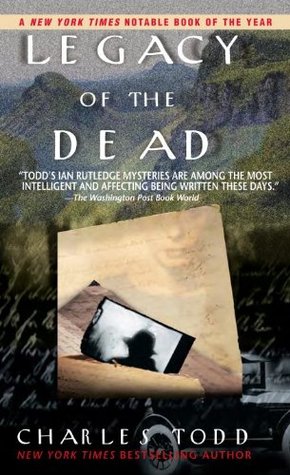 A NEW YORK TIMES NOTABLE BOOK OF THE YEAR
LEGACY
OF THE
DEAD
"TODD'S IAN RUTLEDGE MYSTERIES ARE AMONG THE MOST
INTELLIGENT AND AFFECTING BEING WRITTEN THESE DAYS."
—The Washington Post Book World
CHARLES TODD
NEW YORK TIMES BESTSELLING AUTHOR